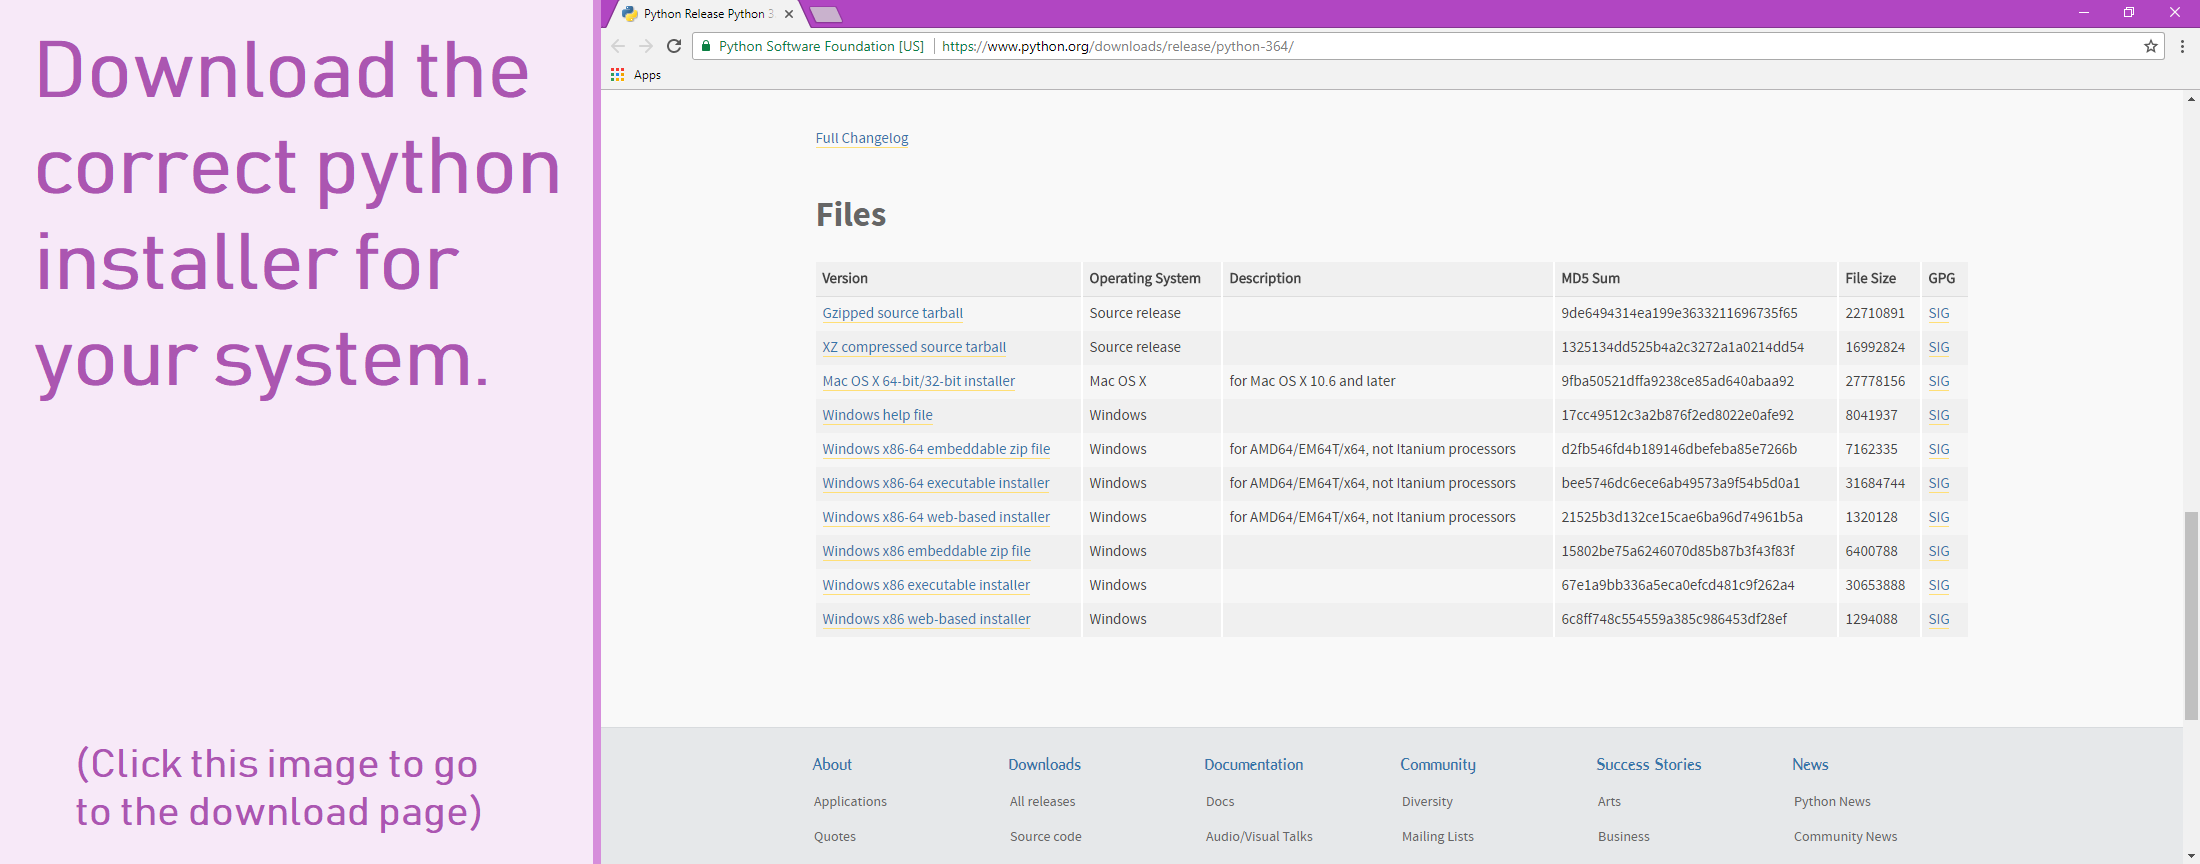 Download the
correct python
installer for
your system.
(Click this image to go
to the download page)
Python Release Python 3
Python Software Foundation [US] https://www.python.org/downloads/release/python-364/
Apps
Full Changelog
Files
Version Operating System Description MD5 Sum File Size GPG
Gzipped source tarball Source release 9de6494314ea199e3633211696735f65 22710891 SIG
XZ compressed source tarball Source release 1325134dd525b4a2c3272a1a0214dd54 16992824 SIG
Mac OS X 64-bit/32-bit installer Mac OS X for Mac OS X 10.6 and later 9fba50521dffa9238ce85ad640abaa92 27778156 SIG
Windows help file Windows 17cc49512c3a2b876f2ed8022e0afe92 8041937 SIG
Windows x86-64 embeddable zip file Windows for AMD64/EM64T/x64, not Itanium processors d2fb546fd4b189146dbefeba85e7266b 7162335 SIG
Windows x86-64 executable installer Windows for AMD64/EM64T/x64, not Itanium processors bee5746dc6ece6ab49573a9f54b5d0a1 31684744 SIG
Windows x86-64 web-based installer Windows for AMD64/EM64T/x64, not Itanium processors 21525b3d132ce15cae6ba96d74961b5a 1320128 SIG
Windows x86 embeddable zip file Windows 15802be75a6246070d85b87b3f43f83f 6400788 SIG
Windows x86 executable installer Windows 67e1a9bb336a5eca0efcd481c9f262a4 30653888 SIG
Windows x86 web-based installer Windows 6c8ff748c554559a385c986453df28ef 1294088 SIG
About Downloads Documentation Community Success Stories News
Applications All releases Docs Diversity Arts Python News
Quotes Source code Audio/Visual Talks Mailing Lists Business Community News